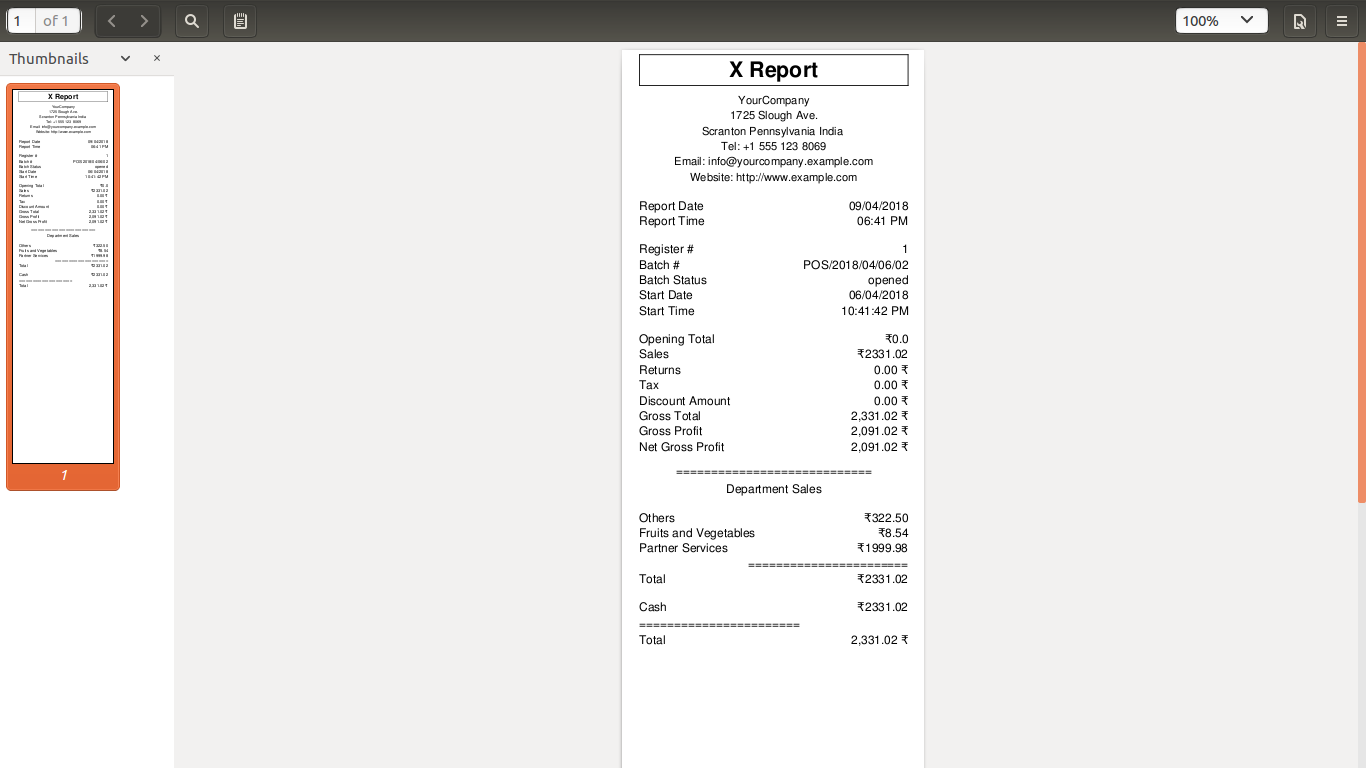 1 of 1
100%
Thumbnails
X Report
YourCompany
1725 Slough Ave.
Scranton Pennsylvania India
Tel: +1 555 123 8069
Email: info@yourcompany.example.com
Website: http://www.example.com
Report Date 09/04/2018
Report Time 06:41 PM
Register # 1
Batch # POS/2018/04/06/02
Batch Status opened
Start Date 06/04/2018
Start Time 10:41:42 PM
Opening Total ₹0.0
Sales ₹2331.02
Returns 0.00 ₹
Tax 0.00 ₹
Discount Amount 0.00 ₹
Gross Total 2,331.02 ₹
Gross Profit 2,091.02 ₹
Net Gross Profit 2,091.02 ₹
============================
Department Sales
Others ₹322.50
Fruits and Vegetables ₹8.54
Partner Services ₹1999.98
=======================
Total ₹2331.02
Cash ₹2331.02
=======================
Total 2,331.02 ₹
1